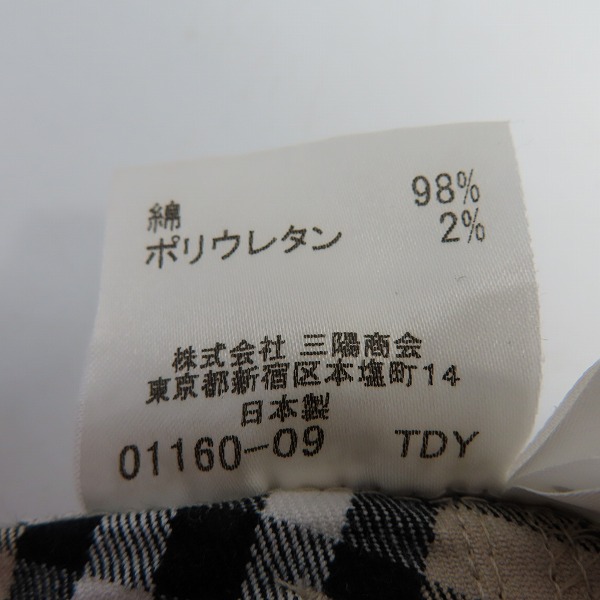 綿 98%
ポリウレタン 2%
株式会社 三陽商会
東京都新宿区本塩町14
日本製
01160-09 TDY